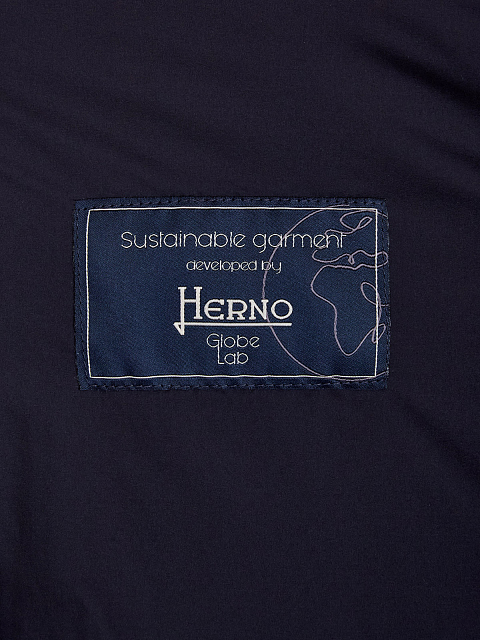 Sustainable garment
developed by
HERNO
Globe
Lab